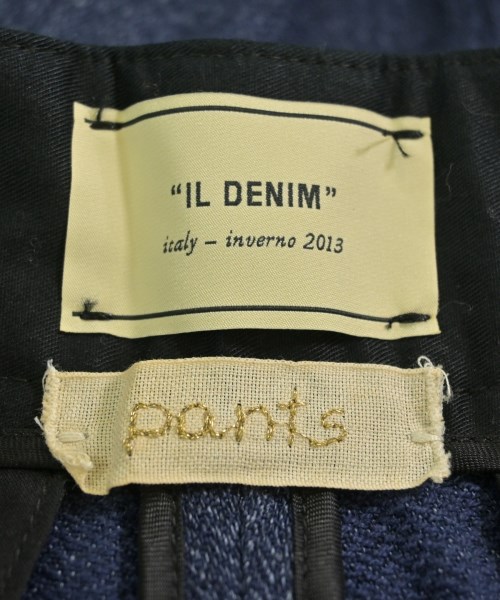 “IL DENIM”
italy – inverno 2013
pants